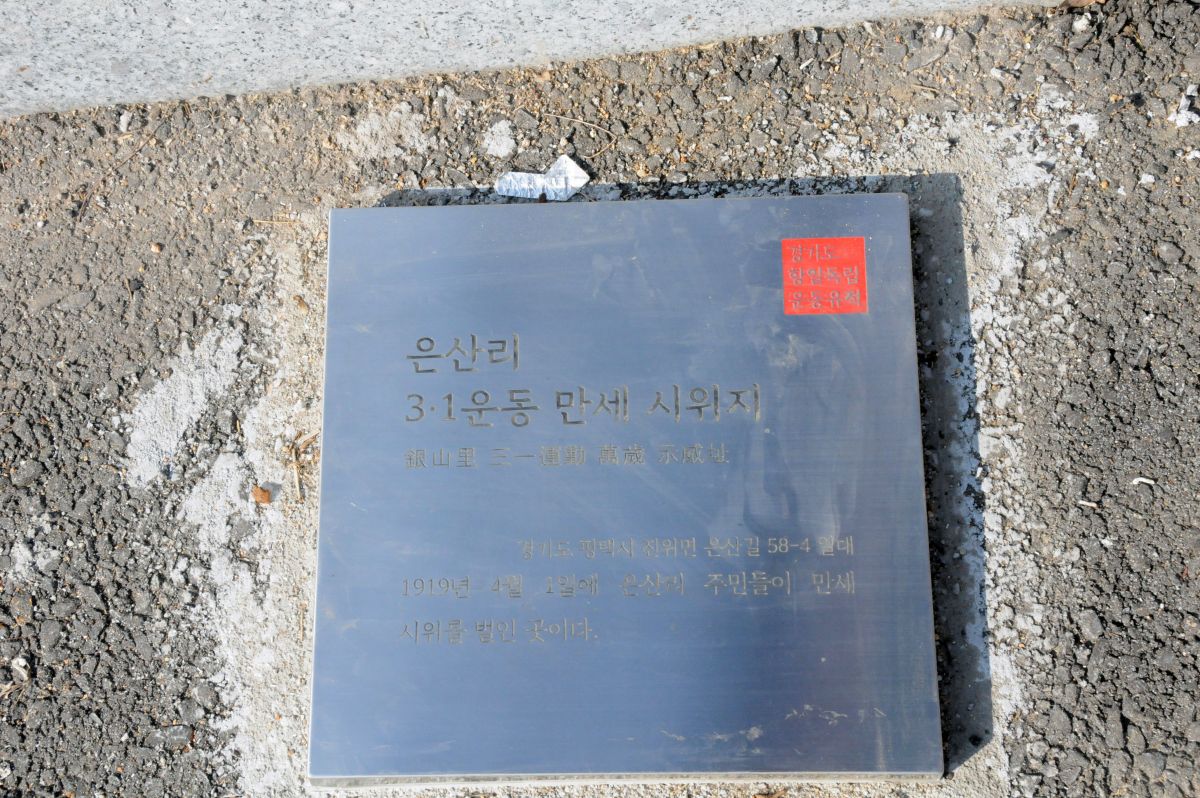 경기도
항일독립
운동유적
은산리
3·1운동 만세 시위지
銀山里 三一運動 萬歲 示威址
경기도 평택시 진위면 은산길 58-4 일대
1919년 4월 1일에 은산리 주민들이 만세
시위를 벌인 곳이다.